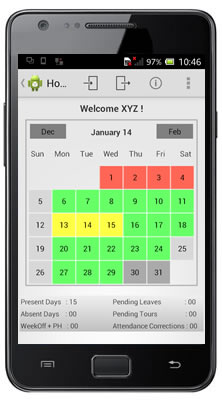 97% 10:46
Ho...
Welcome XYZ !
Dec January 14 Feb
Sun Mon Tue Wed Thu Fri Sat
1 2 3 4
5 6 7 8 9 10 11
12 13 14 15 16 17 18
19 20 21 22 23 24 25
26 27 28 29 30 31
Present Days : 15 Pending Leaves : 00
Absent Days : 00 Pending Tours : 00
WeekOff + PH : 00 Attendance Corrections : 00